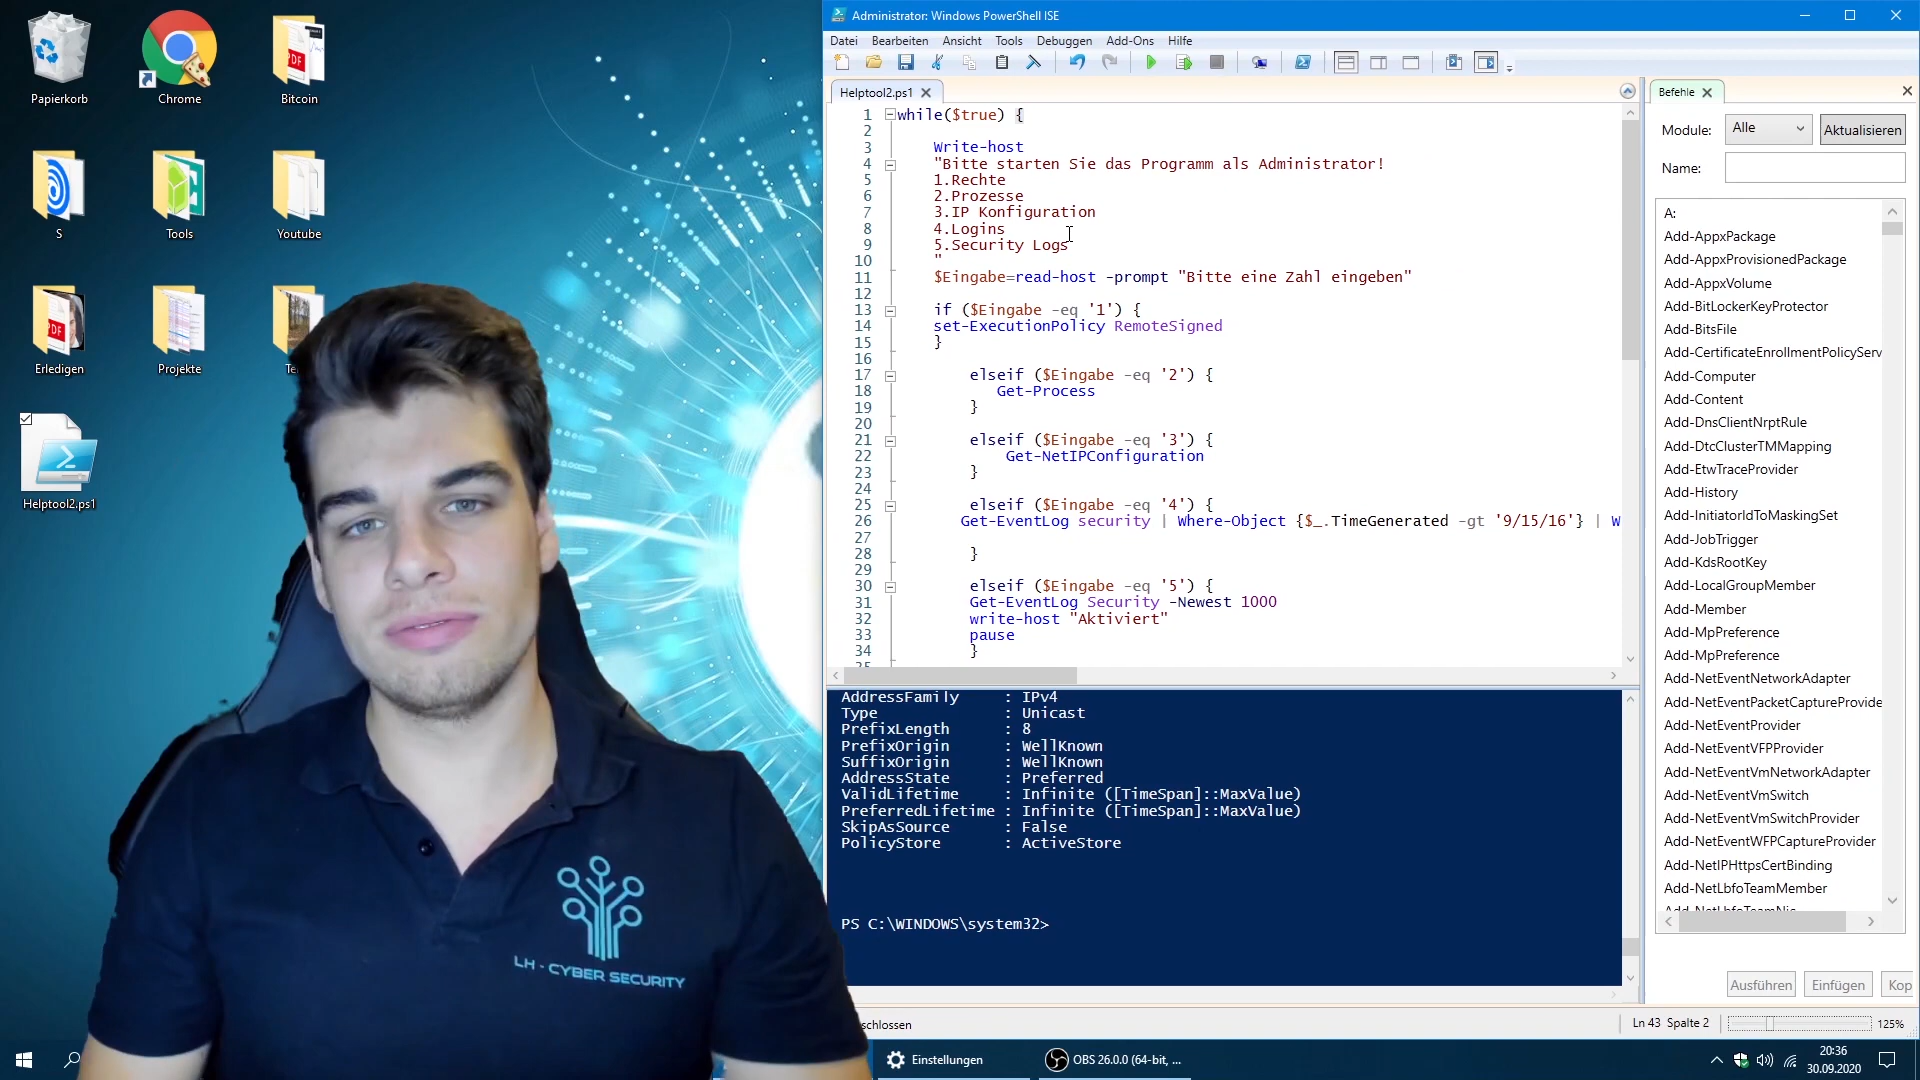 Papierkorb
Chrome
Bitcoin
S
Tools
Youtube
Erledigen
Projekte
Helptool2.ps1
LH - CYBER SECURITY
Administrator: Windows PowerShell ISE
Datei Bearbeiten Ansicht Tools Debuggen Add-Ons Hilfe
Helptool2.ps1
1 while($true) {
2
3 Write-host
4 "Bitte starten Sie das Programm als Administrator!
5 1.Rechte
6 2.Prozesse
7 3.IP Konfiguration
8 4.Logins
9 5.Security Logs
10 "
11 $Eingabe=read-host -prompt "Bitte eine Zahl eingeben"
12
13 if ($Eingabe -eq '1') {
14 set-ExecutionPolicy RemoteSigned
15 }
16
17 elseif ($Eingabe -eq '2') {
18 Get-Process
19 }
20
21 elseif ($Eingabe -eq '3') {
22 Get-NetIPConfiguration
23 }
24
25 elseif ($Eingabe -eq '4') {
26 Get-EventLog security | Where-Object {$_.TimeGenerated -gt '9/15/16'} | W
27
28 }
29
30 elseif ($Eingabe -eq '5') {
31 Get-EventLog Security -Newest 1000
32 write-host "Aktiviert"
33 pause
34 }
AddressFamily : IPv4
Type : Unicast
PrefixLength : 8
PrefixOrigin : WellKnown
SuffixOrigin : WellKnown
AddressState : Preferred
ValidLifetime : Infinite ([TimeSpan]::MaxValue)
PreferredLifetime : Infinite ([TimeSpan]::MaxValue)
SkipAsSource : False
PolicyStore : ActiveStore
PS C:\WINDOWS\system32>
Befehle
Module: Alle Aktualisieren
Name:
A:
Add-AppxPackage
Add-AppxProvisionedPackage
Add-AppxVolume
Add-BitLockerKeyProtector
Add-BitsFile
Add-CertificateEnrollmentPolicyServ
Add-Computer
Add-Content
Add-DnsClientNrptRule
Add-DtcClusterTMMapping
Add-EtwTraceProvider
Add-History
Add-InitiatorIdToMaskingSet
Add-JobTrigger
Add-KdsRootKey
Add-LocalGroupMember
Add-Member
Add-MpPreference
Add-MpPreference
Add-NetEventNetworkAdapter
Add-NetEventPacketCaptureProvide
Add-NetEventProvider
Add-NetEventVFPProvider
Add-NetEventVmNetworkAdapter
Add-NetEventVmSwitch
Add-NetEventVmSwitchProvider
Add-NetEventWFPCaptureProvider
Add-NetIPHttpsCertBinding
Add-NetLbfoTeamMember
Ausführen Einfügen Kop
schlossen
Ln 43 Spalte 2
125%
Einstellungen
OBS 26.0.0 (64-bit, ...
20:36
30.09.2020